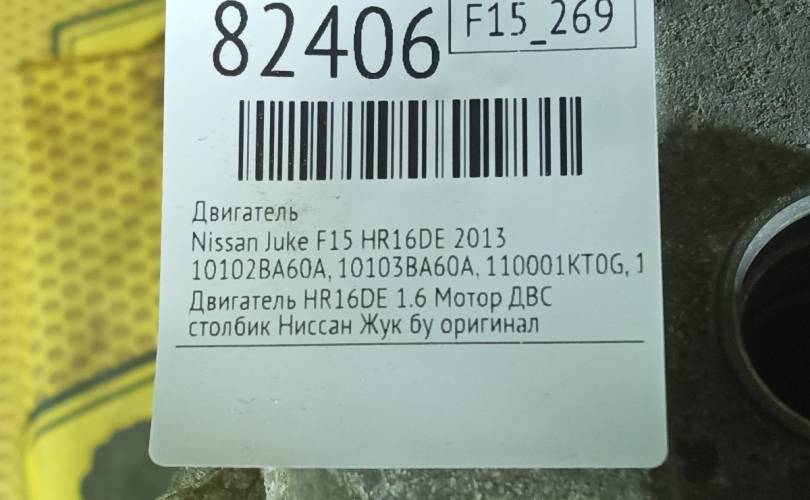 82406
F15_269
Двигатель
Nissan Juke F15 HR16DE 2013
10102BA60A, 10103BA60A, 110001KT0G, 1
Двигатель HR16DE 1.6 Мотор ДВС
столбик Ниссан Жук бу оригинал